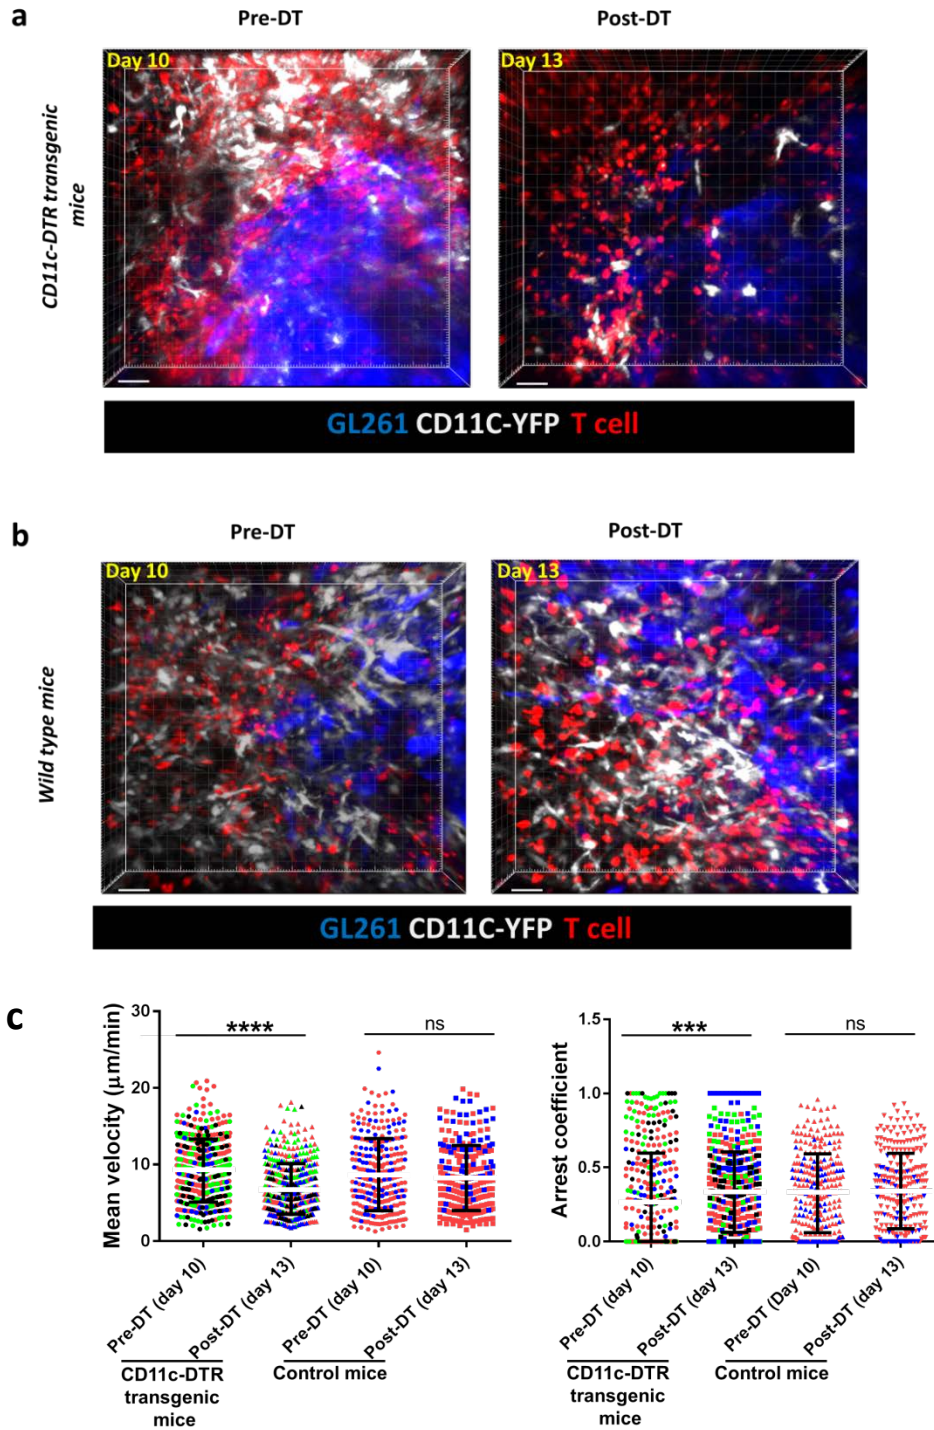 a
Pre-DT
Post-DT
CD11c-DTR transgenic
mice
Day 10
Day 13
GL261 CD11C-YFP T cell
b
Pre-DT
Post-DT
Wild type mice
Day 10
Day 13
GL261 CD11C-YFP T cell
c
Mean velocity (µm/min)
30
20
10
0
****
ns
Pre-DT (day 10)
Post-DT (day 13)
Pre-DT (day 10)
Post-DT (day 13)
CD11c-DTR
transgenic
mice
Control mice
Arrest coefficient
1.5
1.0
0.5
0.0
***
ns
Pre-DT (day 10)
Post-DT (day 13)
Pre-DT (Day 10)
Post-DT (day 13)
CD11c-DTR
transgenic
mice
Control mice